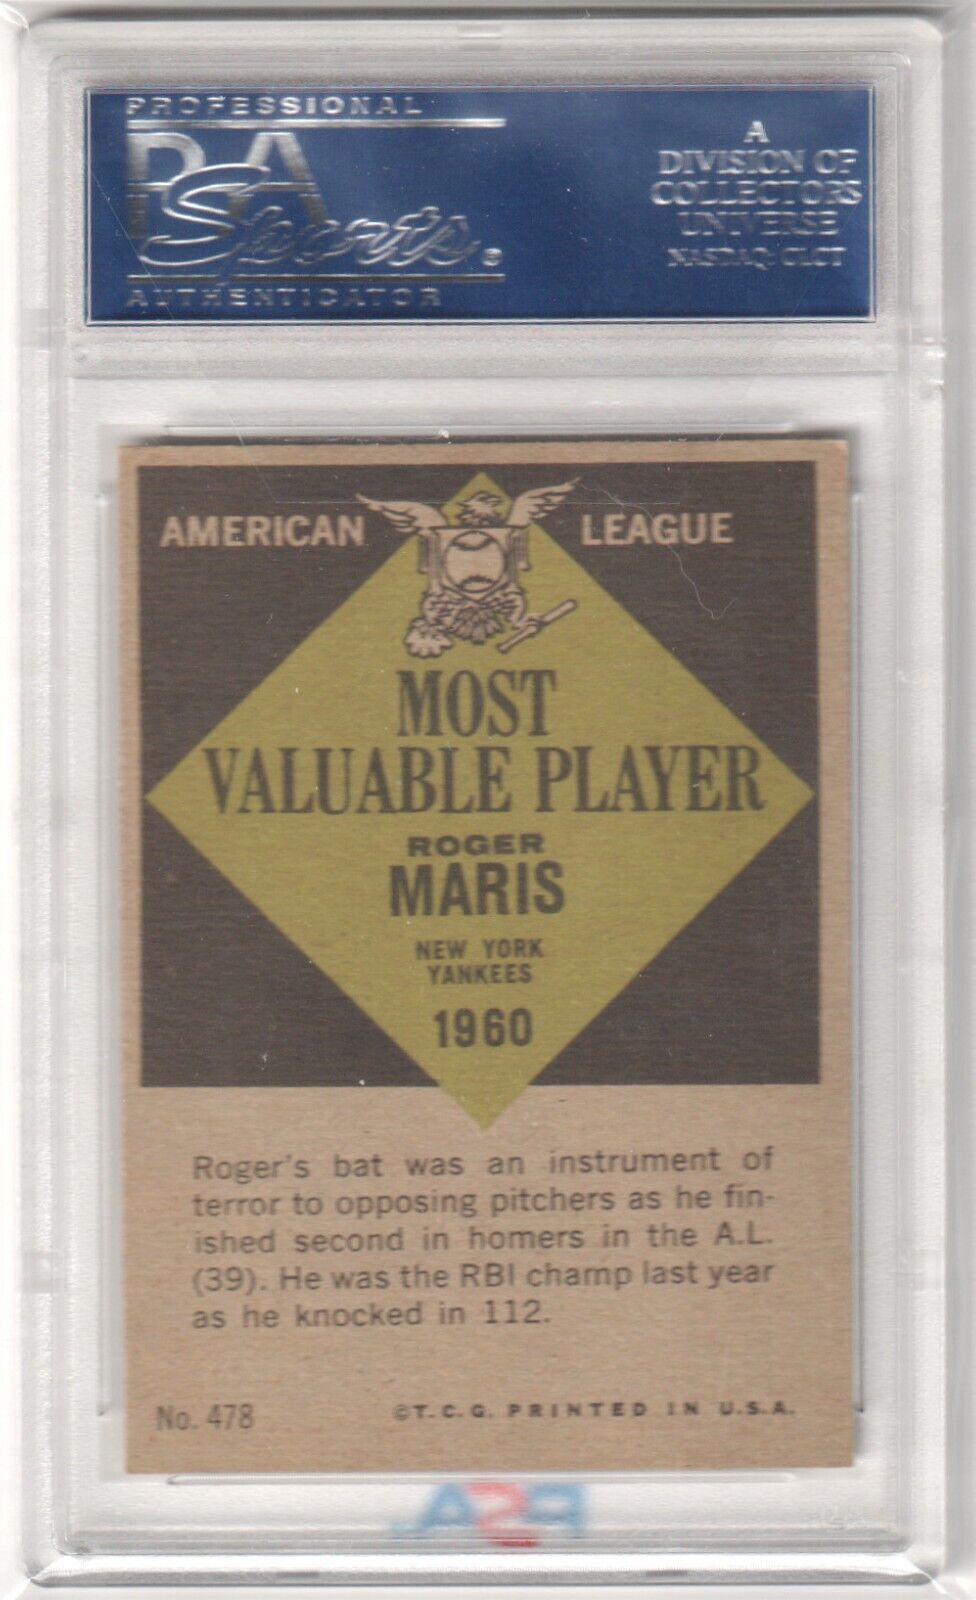 PROFESSIONAL
PSA
Sports®
AUTHENTICATOR
A
DIVISION OF
COLLECTORS
UNIVERSE
NASDAQ: CLCT
AMERICAN LEAGUE
MOST
VALUABLE PLAYER
ROGER
MARIS
NEW YORK
YANKEES
1960
Roger's bat was an instrument of
terror to opposing pitchers as he fin-
ished second in homers in the A.L.
(39). He was the RBI champ last year
as he knocked in 112.
No. 478 ©T.C.G. PRINTED IN U.S.A.
PSA